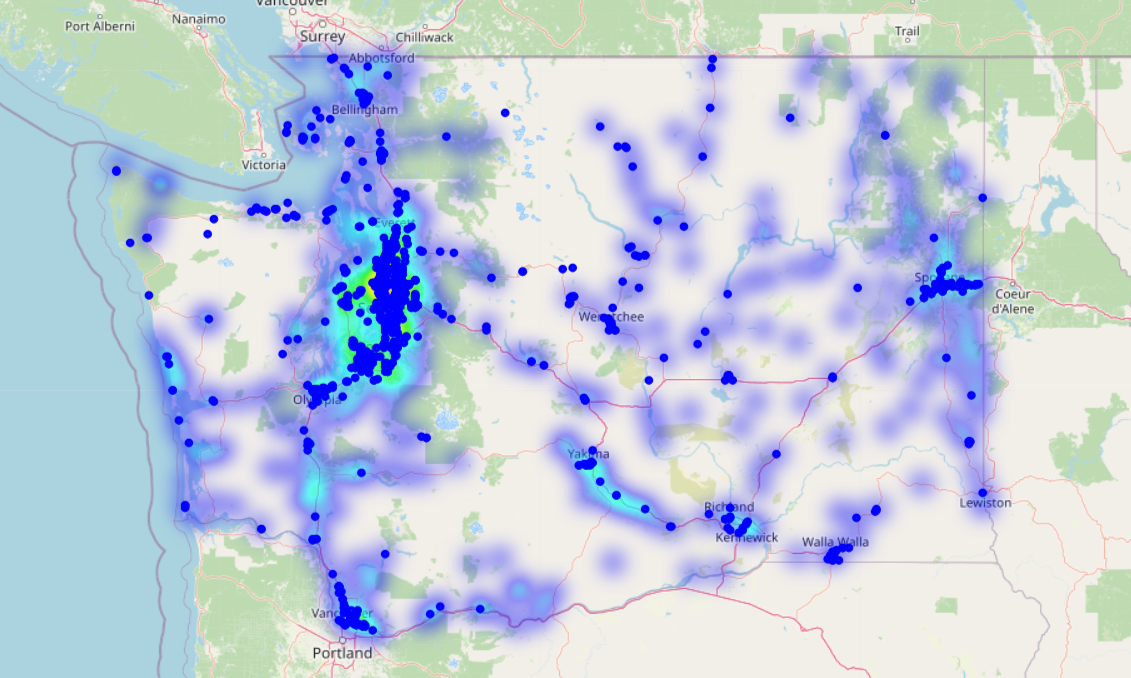 Vancouver
Nanaimo
Port Alberni
Trail
Surrey
Chilliwack
Abbotsford
Bellingham
Victoria
Everett
Spokane
Coeur
d'Alene
Wenatchee
Olympia
Yakima
Lewiston
Richland
Kennewick
Walla Walla
Vancouver
Portland